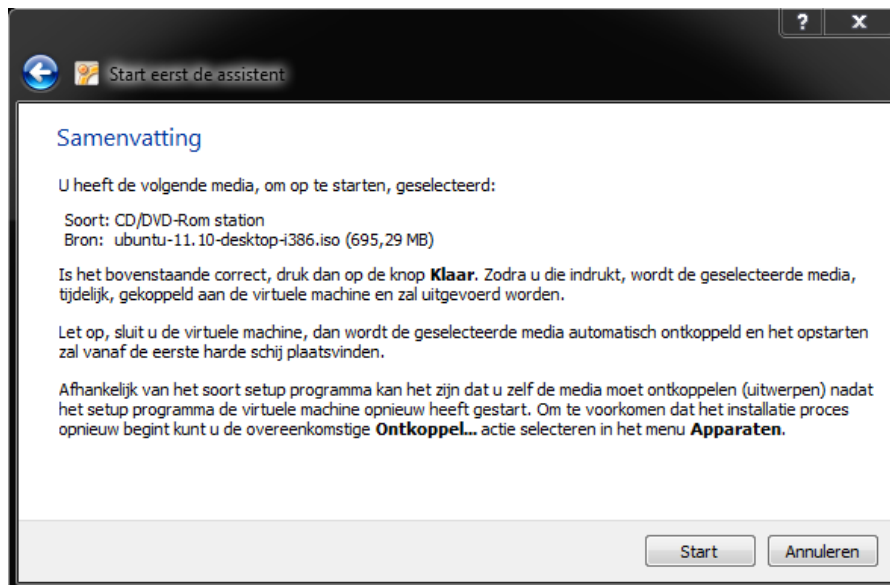 ?
X
Start eerst de assistent
Samenvatting
U heeft de volgende media, om op te starten, geselecteerd:
Soort: CD/DVD-Rom station
Bron: ubuntu-11.10-desktop-i386.iso (695,29 MB)
Is het bovenstaande correct, druk dan op de knop Klaar. Zodra u die indrukt, wordt de geselecteerde media,
tijdelijk, gekoppeld aan de virtuele machine en zal uitgevoerd worden.
Let op, sluit u de virtuele machine, dan wordt de geselecteerde media automatisch ontkoppeld en het opstarten
zal vanaf de eerste harde schij plaatsvinden.
Afhankelijk van het soort setup programma kan het zijn dat u zelf de media moet ontkoppelen (uitwerpen) nadat
het setup programma de virtuele machine opnieuw heeft gestart. Om te voorkomen dat het installatie proces
opnieuw begint kunt u de overeenkomstige Ontkoppel... actie selecteren in het menu Apparaten.
Start
Annuleren